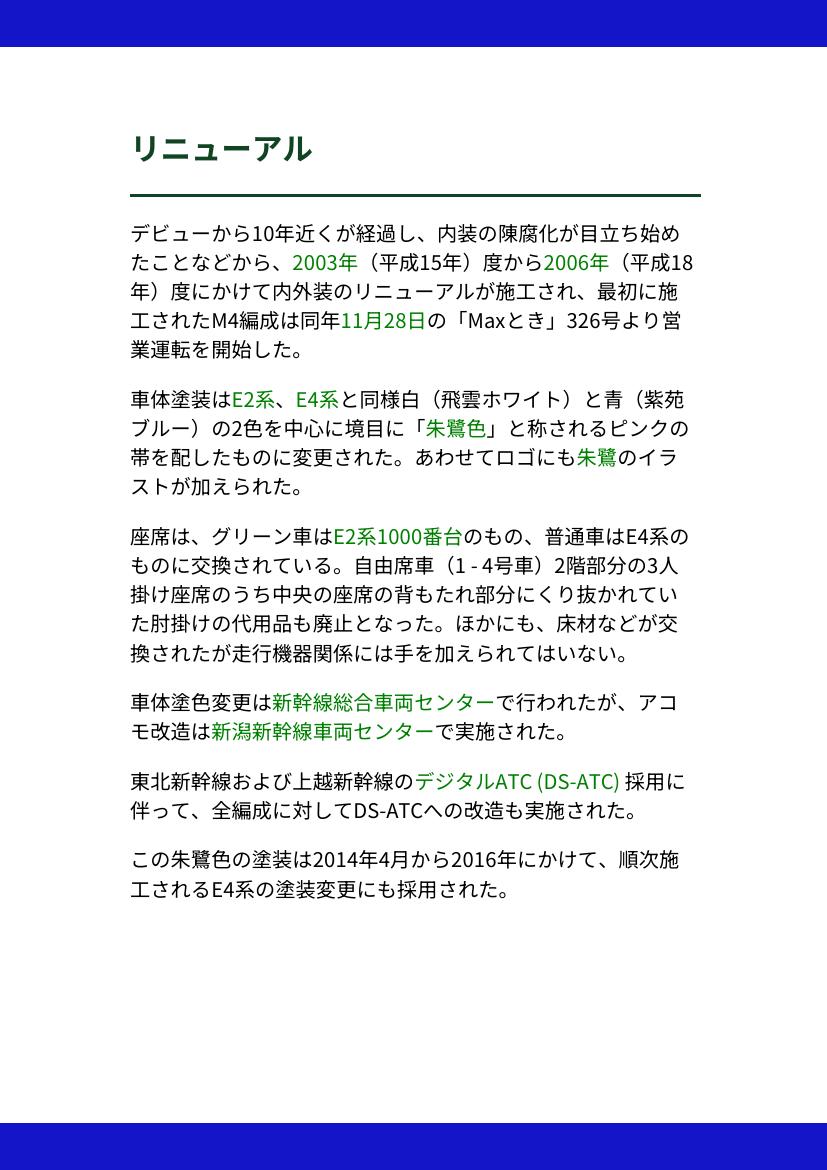 リニューアル
デビューから10年近くが経過し、内装の陳腐化が目立ち始め
たことなどから、2003年（平成15年）度から2006年（平成18
年）度にかけて内外装のリニューアルが施工され、最初に施
工されたM4編成は同年11月28日の「Maxとき」326号より営
業運転を開始した。
車体塗装はE2系、E4系と同様白（飛雲ホワイト）と青（紫苑
ブルー）の2色を中心に境目に「朱鷺色」と称されるピンクの
帯を配したものに変更された。あわせてロゴにも朱鷺のイラ
ストが加えられた。
座席は、グリーン車はE2系1000番台のもの、普通車はE4系の
ものに交換されている。自由席車（1 - 4号車）2階部分の3人
掛け座席のうち中央の座席の背もたれ部分にくり抜かれてい
た肘掛けの代用品も廃止となった。ほかにも、床材などが交
換されたが走行機器関係には手を加えられてはいない。
車体塗色変更は新幹線総合車両センターで行われたが、アコ
モ改造は新潟新幹線車両センターで実施された。
東北新幹線および上越新幹線のデジタルATC (DS-ATC) 採用に
伴って、全編成に対してDS-ATCへの改造も実施された。
この朱鷺色の塗装は2014年4月から2016年にかけて、順次施
工されるE4系の塗装変更にも採用された。